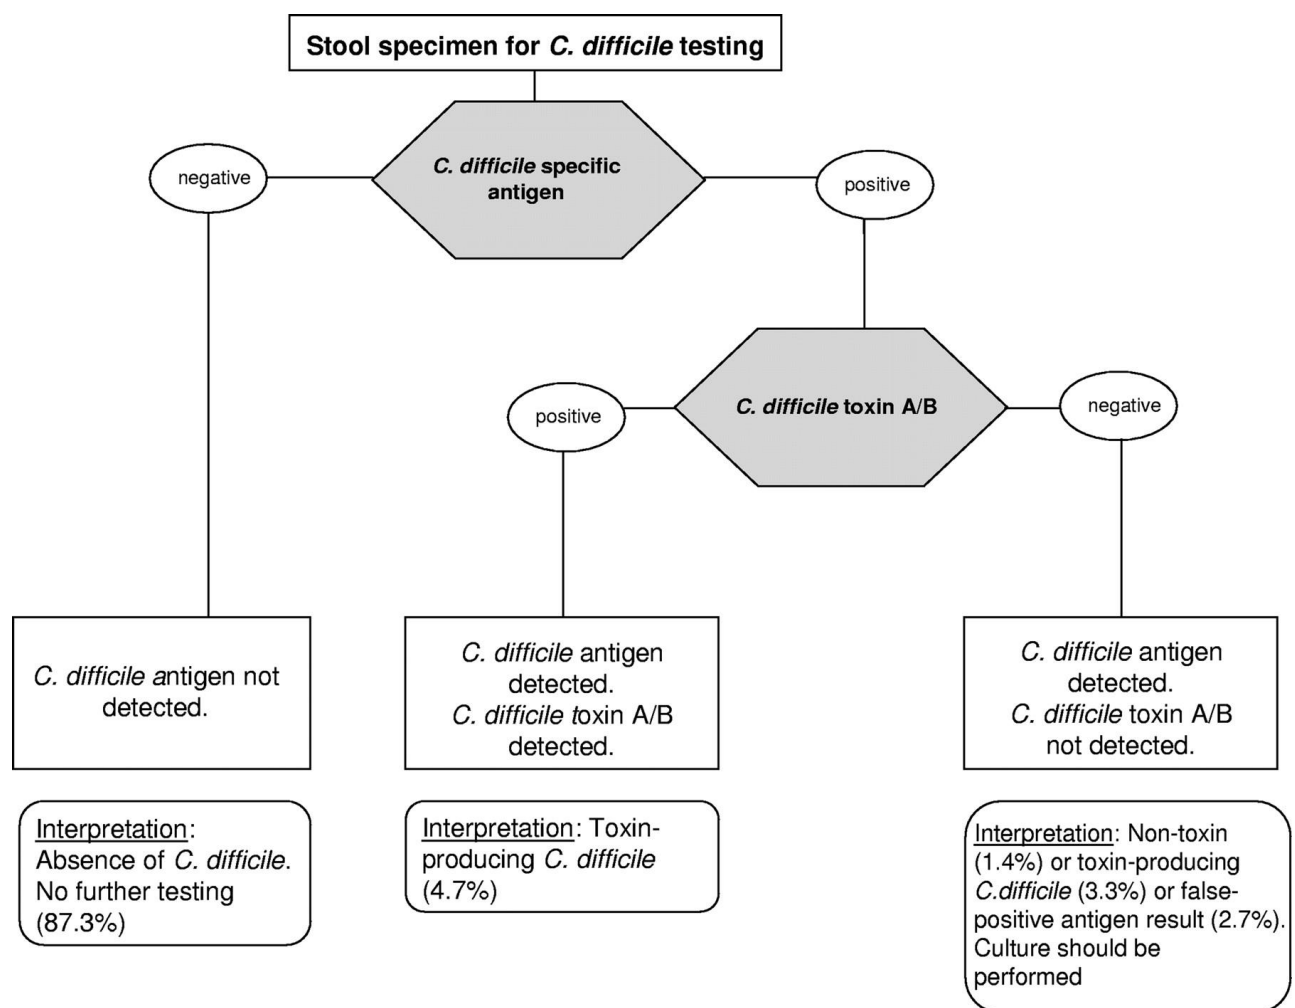 Stool specimen for C. difficile testing
C. difficile specific
antigen
negative
positive
C. difficile toxin A/B
positive
negative
C. difficile antigen not
detected.
C. difficile antigen
detected.
C. difficile toxin A/B
detected.
C. difficile antigen
detected.
C. difficile toxin A/B
not detected.
Interpretation:
Absence of C. difficile.
No further testing
(87.3%)
Interpretation: Toxin-
producing C. difficile
(4.7%)
Interpretation: Non-toxin
(1.4%) or toxin-producing
C.difficile (3.3%) or false-
positive antigen result (2.7%).
Culture should be
performed